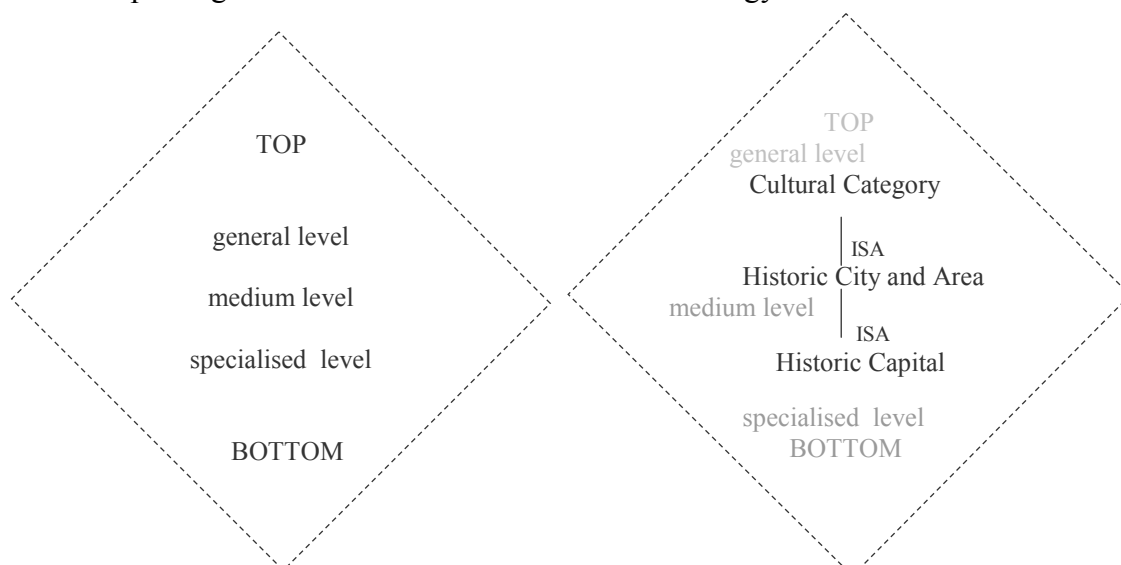 TOP
general level
medium level
specialised level
BOTTOM
TOP
general level
Cultural Category
ISA
Historic City and Area
medium level
ISA
Historic Capital
specialised level
BOTTOM